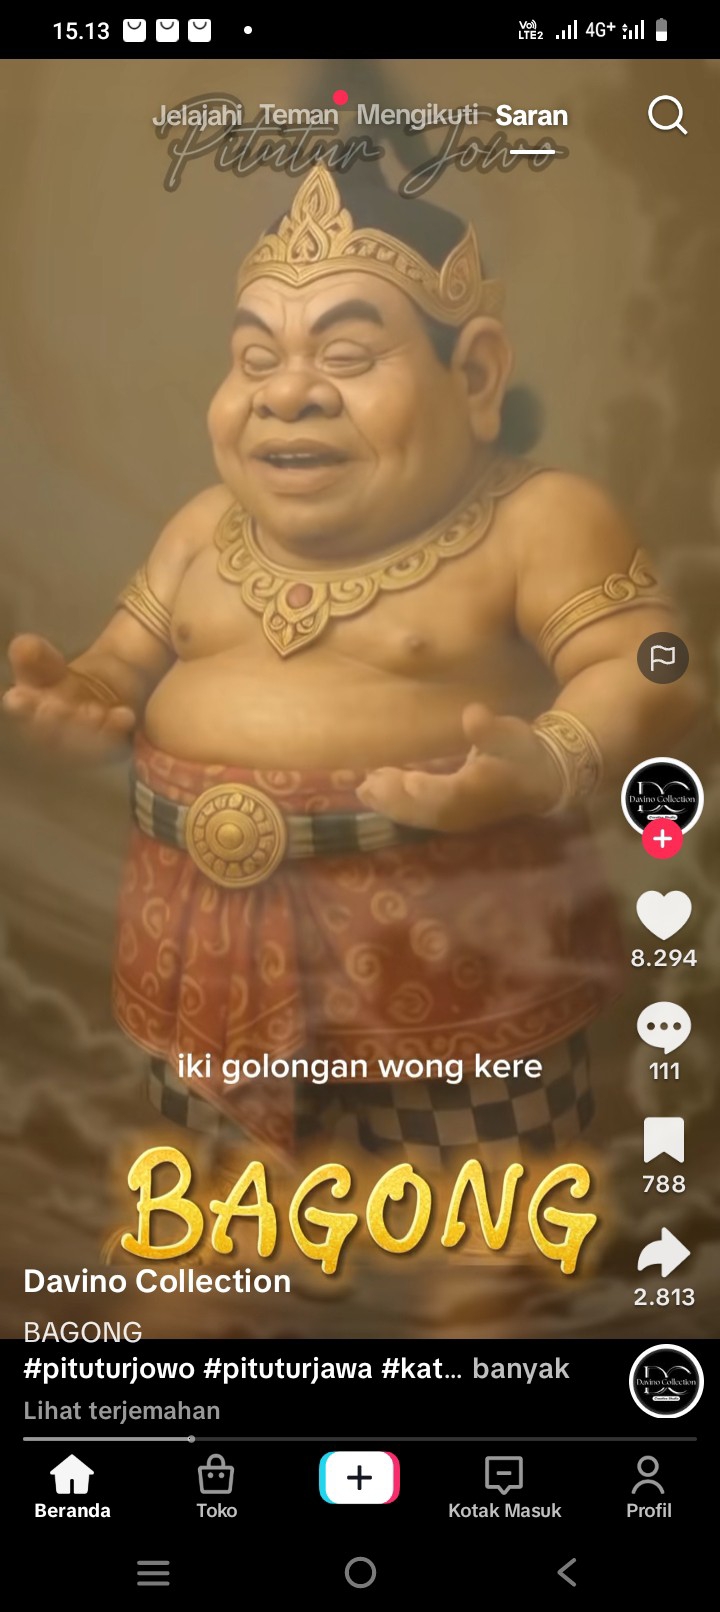 15.13
Vo) LTE2 4G+
Jelajahi Teman Mengikuti Saran
Pitutur Jowo
Davino Collection
8.294
111
iki golongan wong kere
788
BAGONG
Davino Collection
2.813
BAGONG
#pituturjowo #pituturjawa #kat... banyak
Davino Collection
Lihat terjemahan
Beranda Toko Kotak Masuk Profil